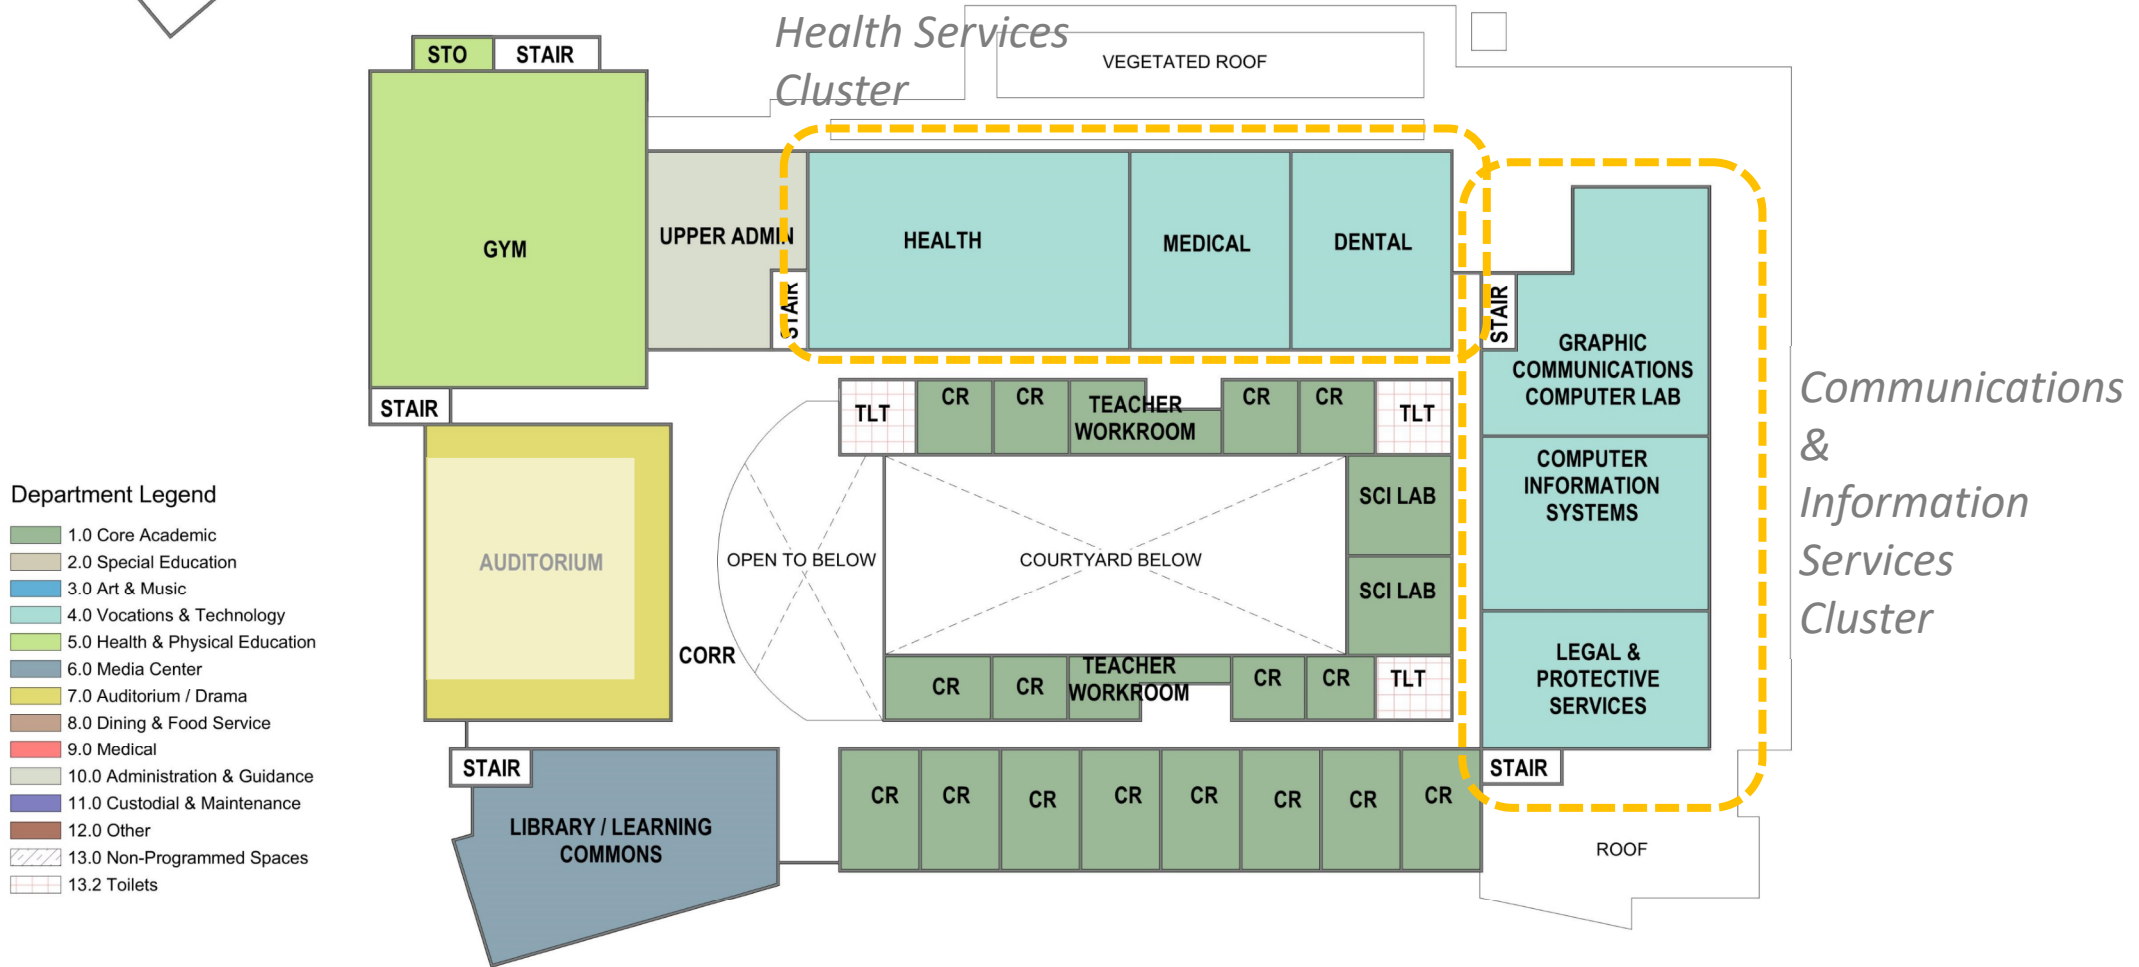 Health Services
Cluster
VEGETATED ROOF
STO
STAIR
GYM
UPPER ADMIN
STAIR
HEALTH
MEDICAL
DENTAL
STAIR
GRAPHIC
COMMUNICATIONS
COMPUTER LAB
COMPUTER
INFORMATION
SYSTEMS
LEGAL &
PROTECTIVE
SERVICES
STAIR
Communications
&
Information
Services
Cluster
STAIR
TLT
CR
CR
TEACHER
WORKROOM
CR
CR
TLT
AUDITORIUM
OPEN TO BELOW
COURTYARD BELOW
SCI LAB
SCI LAB
CORR
CR
CR
TEACHER
WORKROOM
CR
CR
TLT
STAIR
LIBRARY / LEARNING
COMMONS
CR
CR
CR
CR
CR
CR
CR
CR
ROOF
Department Legend
1.0 Core Academic
2.0 Special Education
3.0 Art & Music
4.0 Vocations & Technology
5.0 Health & Physical Education
6.0 Media Center
7.0 Auditorium / Drama
8.0 Dining & Food Service
9.0 Medical
10.0 Administration & Guidance
11.0 Custodial & Maintenance
12.0 Other
13.0 Non-Programmed Spaces
13.2 Toilets